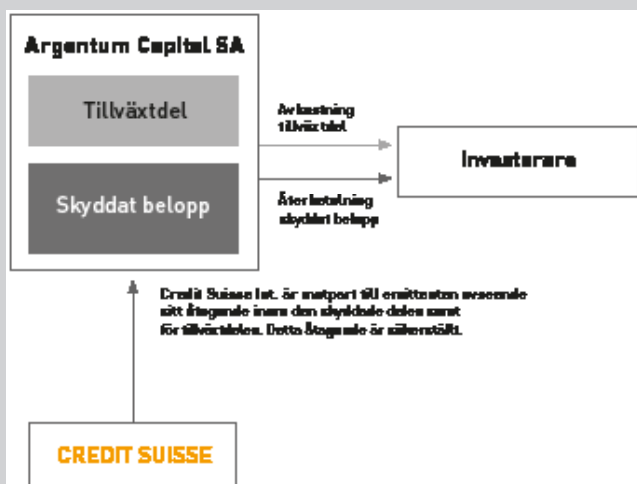 Argentum Capital SA
Tillväxtdel
Skyddat belopp
Avkastning
tillväxtdel
Investerare
Återbetalning
skyddat belopp
Credit Suisse Int. är motpart till emittenten avseende
sitt åtagande inom den skyddade delen samt
för tillväxtdelen. Detta åtagande är säkerställt.
CREDIT SUISSE